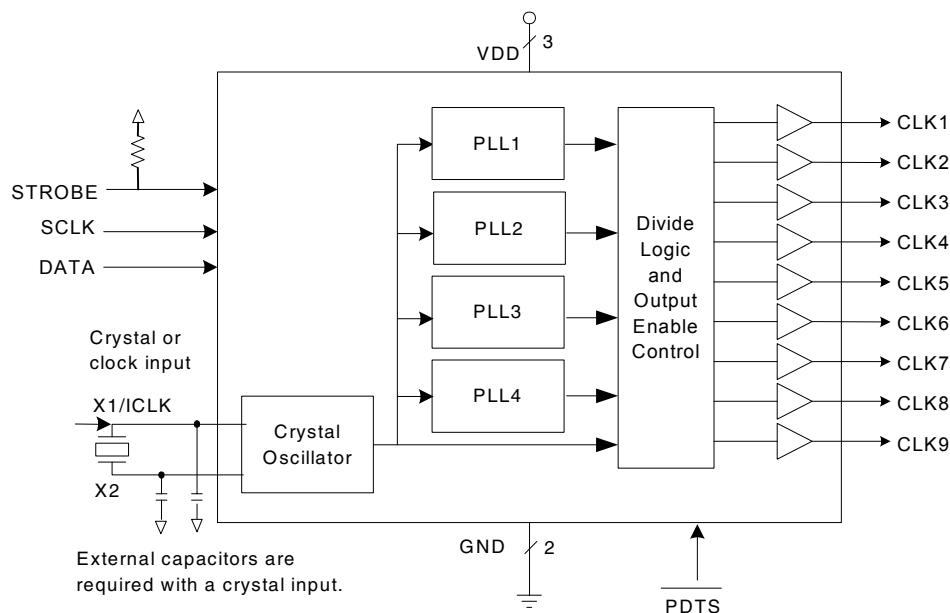 VDD
3
STROBE
SCLK
DATA
Crystal or
clock input
X1/ICLK
X2
External capacitors are
required with a crystal input.
Crystal
Oscillator
PLL1
PLL2
PLL3
PLL4
Divide
Logic
and
Output
Enable
Control
CLK1
CLK2
CLK3
CLK4
CLK5
CLK6
CLK7
CLK8
CLK9
GND
2
PDTS